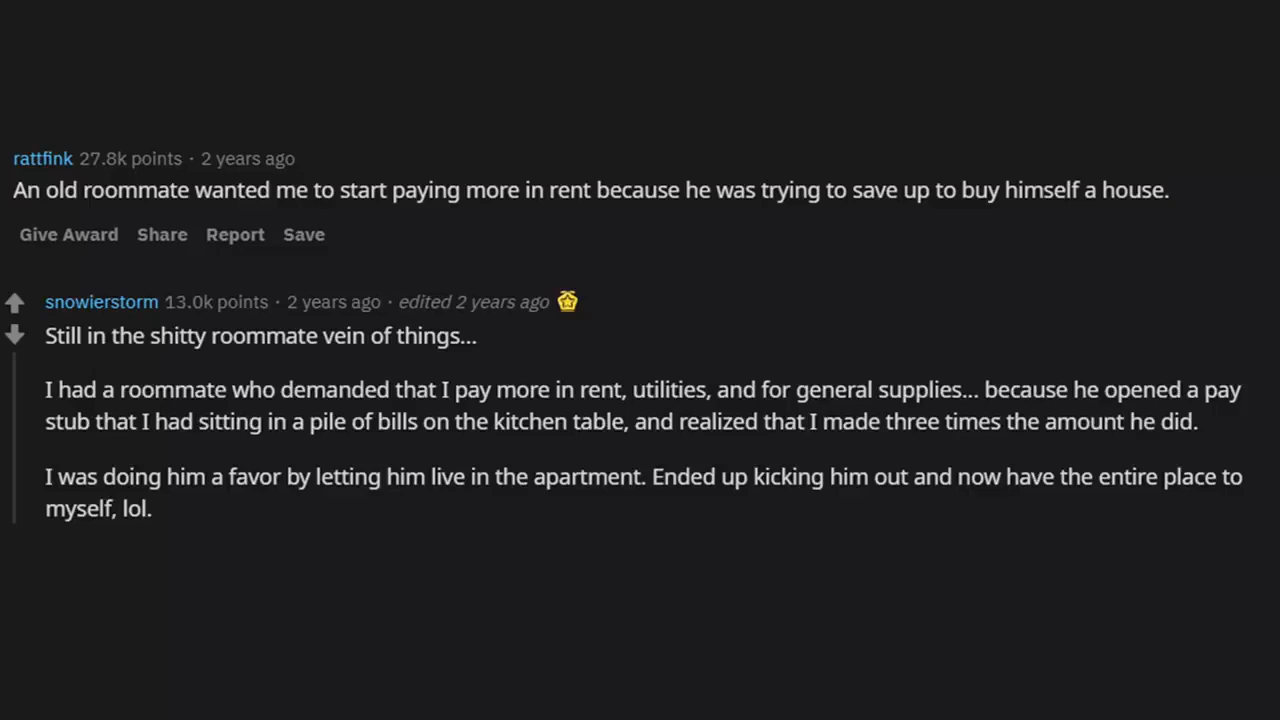 rattfink 27.8k points · 2 years ago
An old roommate wanted me to start paying more in rent because he was trying to save up to buy himself a house.
Give Award Share Report Save
snowierstorm 13.0k points · 2 years ago · edited 2 years ago
Still in the shitty roommate vein of things...
I had a roommate who demanded that I pay more in rent, utilities, and for general supplies... because he opened a pay
stub that I had sitting in a pile of bills on the kitchen table, and realized that I made three times the amount he did.
I was doing him a favor by letting him live in the apartment. Ended up kicking him out and now have the entire place to
myself, lol.